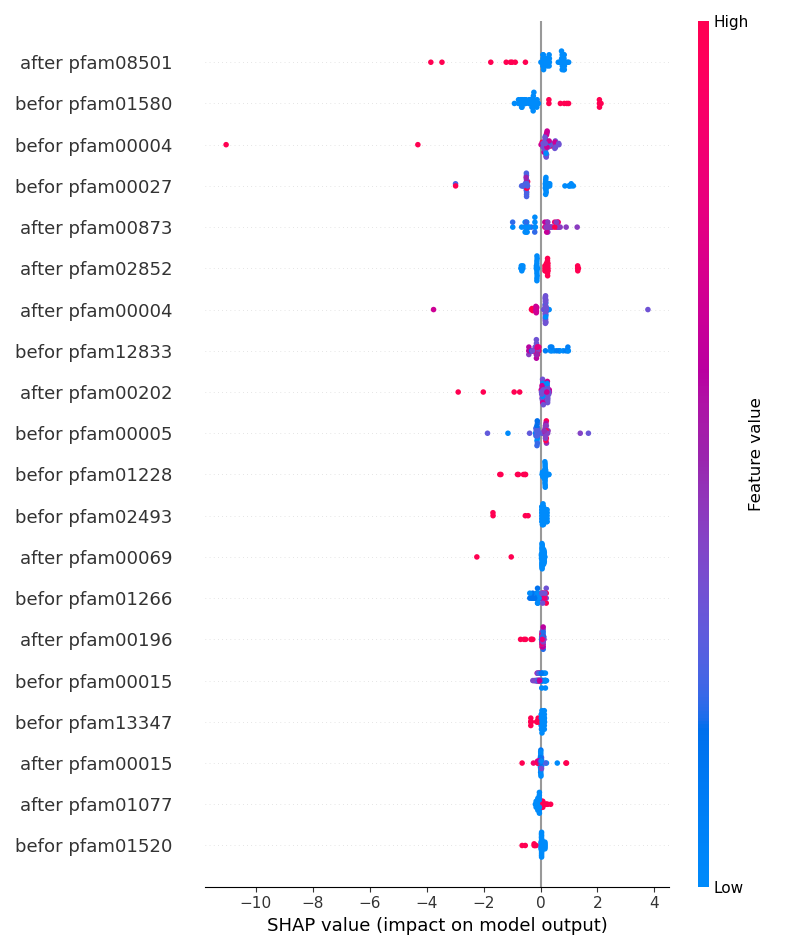 High
after pfam08501
befor pfam01580
befor pfam00004
befor pfam00027
after pfam00873
after pfam02852
after pfam00004
befor pfam12833
after pfam00202
befor pfam00005
befor pfam01228
befor pfam02493
after pfam00069
befor pfam01266
after pfam00196
befor pfam00015
befor pfam13347
after pfam00015
after pfam01077
befor pfam01520
Feature value
Low
−10 −8 −6 −4 −2 0 2 4
SHAP value (impact on model output)